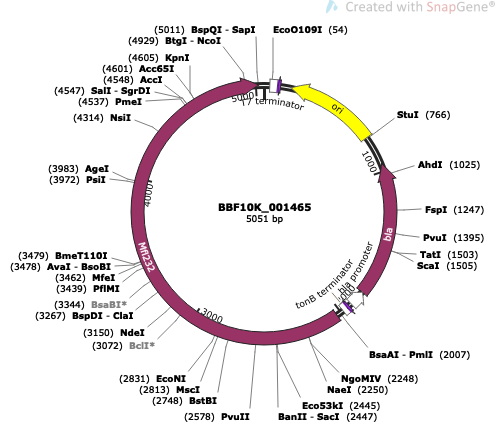 Created with SnapGene®
(5011) BspQI - SapI
EcoO109I (54)
(4929) BtgI - NcoI
(4605) KpnI
(4601) Acc65I
(4548) AccI
(4547) SalI - SgrDI
(4537) PmeI
(4314) NsiI
(3983) AgeI
(3972) PsiI
(3479) BmeT110I
(3478) AvaI - BsoBI
(3462) MfeI
(3439) PflMI
(3344) BsaBI*
(3267) BspDI - ClaI
(3150) NdeI
(3072) BclI*
(2831) EcoNI
(2813) MscI
(2748) BstBI
(2578) PvuII
BanII - SacI (2447)
Eco53kI (2445)
NaeI (2250)
NgoMIV (2248)
BsaAI - PmlI (2007)
ScaI (1505)
TatI (1503)
PvuI (1395)
FspI (1247)
AhdI (1025)
StuI (766)
T7 terminator
ori
bla
bla promoter
tonB terminator
Mfl232
1000
2000
3000
4000
5000
BBF10K_001465
5051 bp